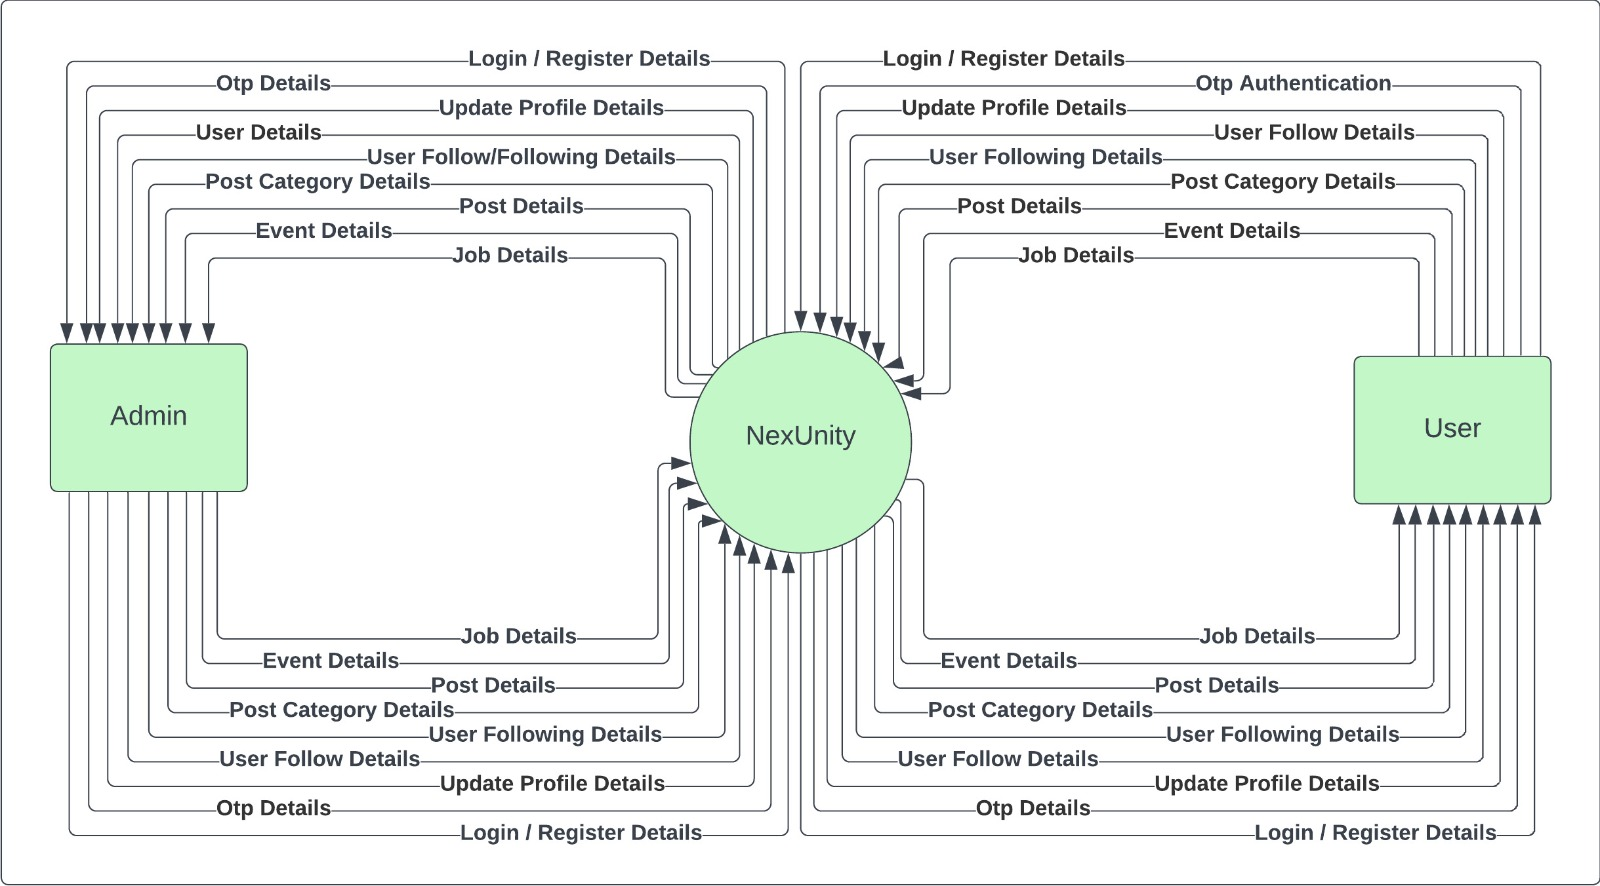 Login / Register Details
Otp Details
Update Profile Details
User Details
User Follow/Following Details
Post Category Details
Post Details
Event Details
Job Details
Login / Register Details
Otp Authentication
Update Profile Details
User Follow Details
User Following Details
Post Category Details
Post Details
Event Details
Job Details
Admin
NexUnity
User
Job Details
Event Details
Post Details
Post Category Details
User Following Details
User Follow Details
Update Profile Details
Otp Details
Login / Register Details
Job Details
Event Details
Post Details
Post Category Details
User Following Details
User Follow Details
Update Profile Details
Otp Details
Login / Register Details